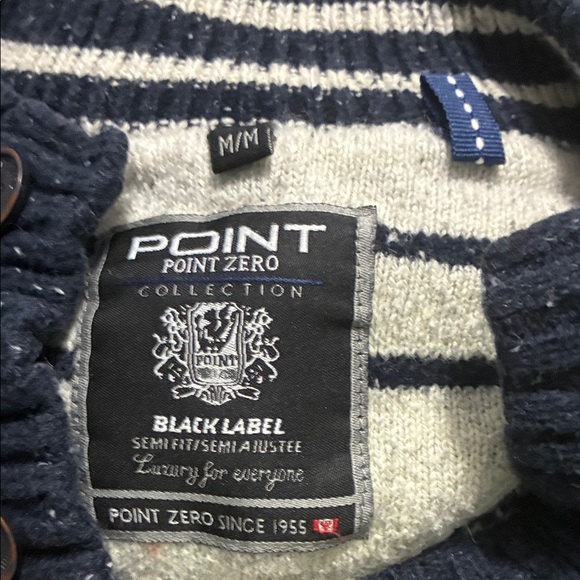 M/M
POINT
POINT ZERO
COLLECTION
POINT
BLACK LABEL
SEMI FIT/SEMI AJUSTEE
Luxury for everyone
POINT ZERO SINCE 1955